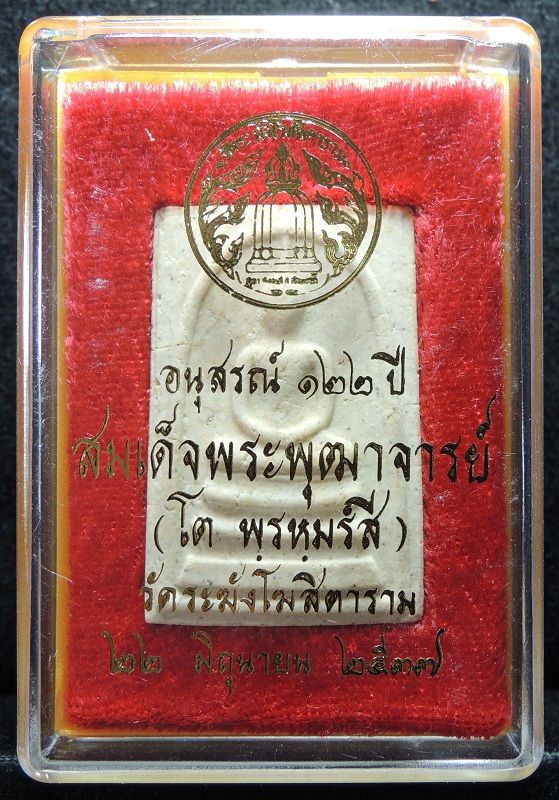 อนุสรณ์ ๑๒๒ ปี
สมเด็จพระพุฒาจารย์
(โต พฺรหฺมรํสี)
วัดระฆังโฆสิตาราม
๒๒ มิถุนายน ๒๕๓๗